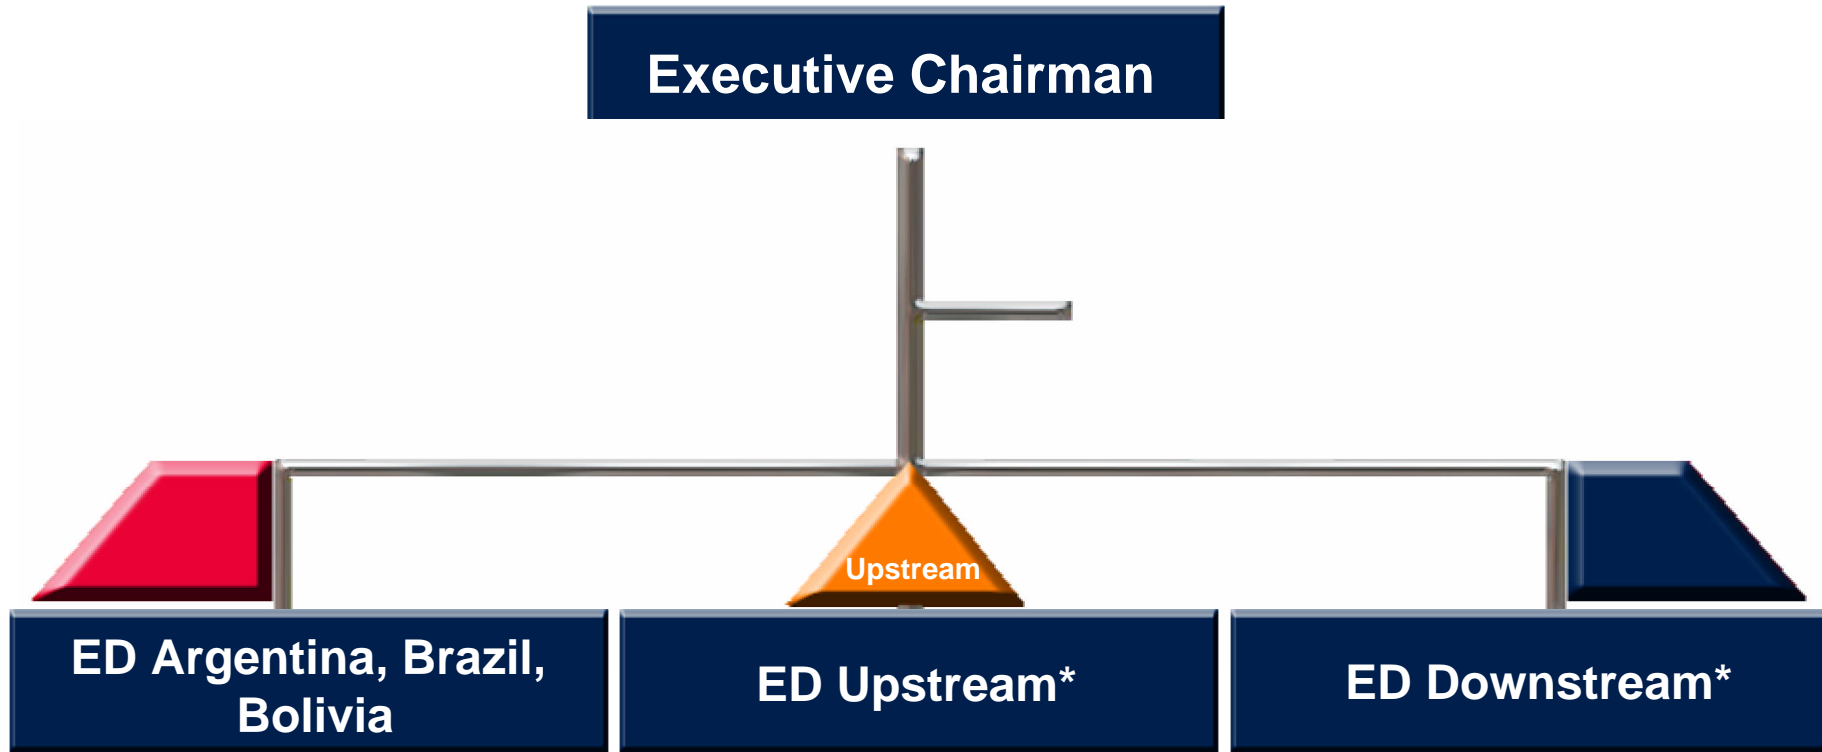 Executive Chairman
Upstream
ED Argentina, Brazil,
Bolivia
ED Upstream*
ED Downstream*